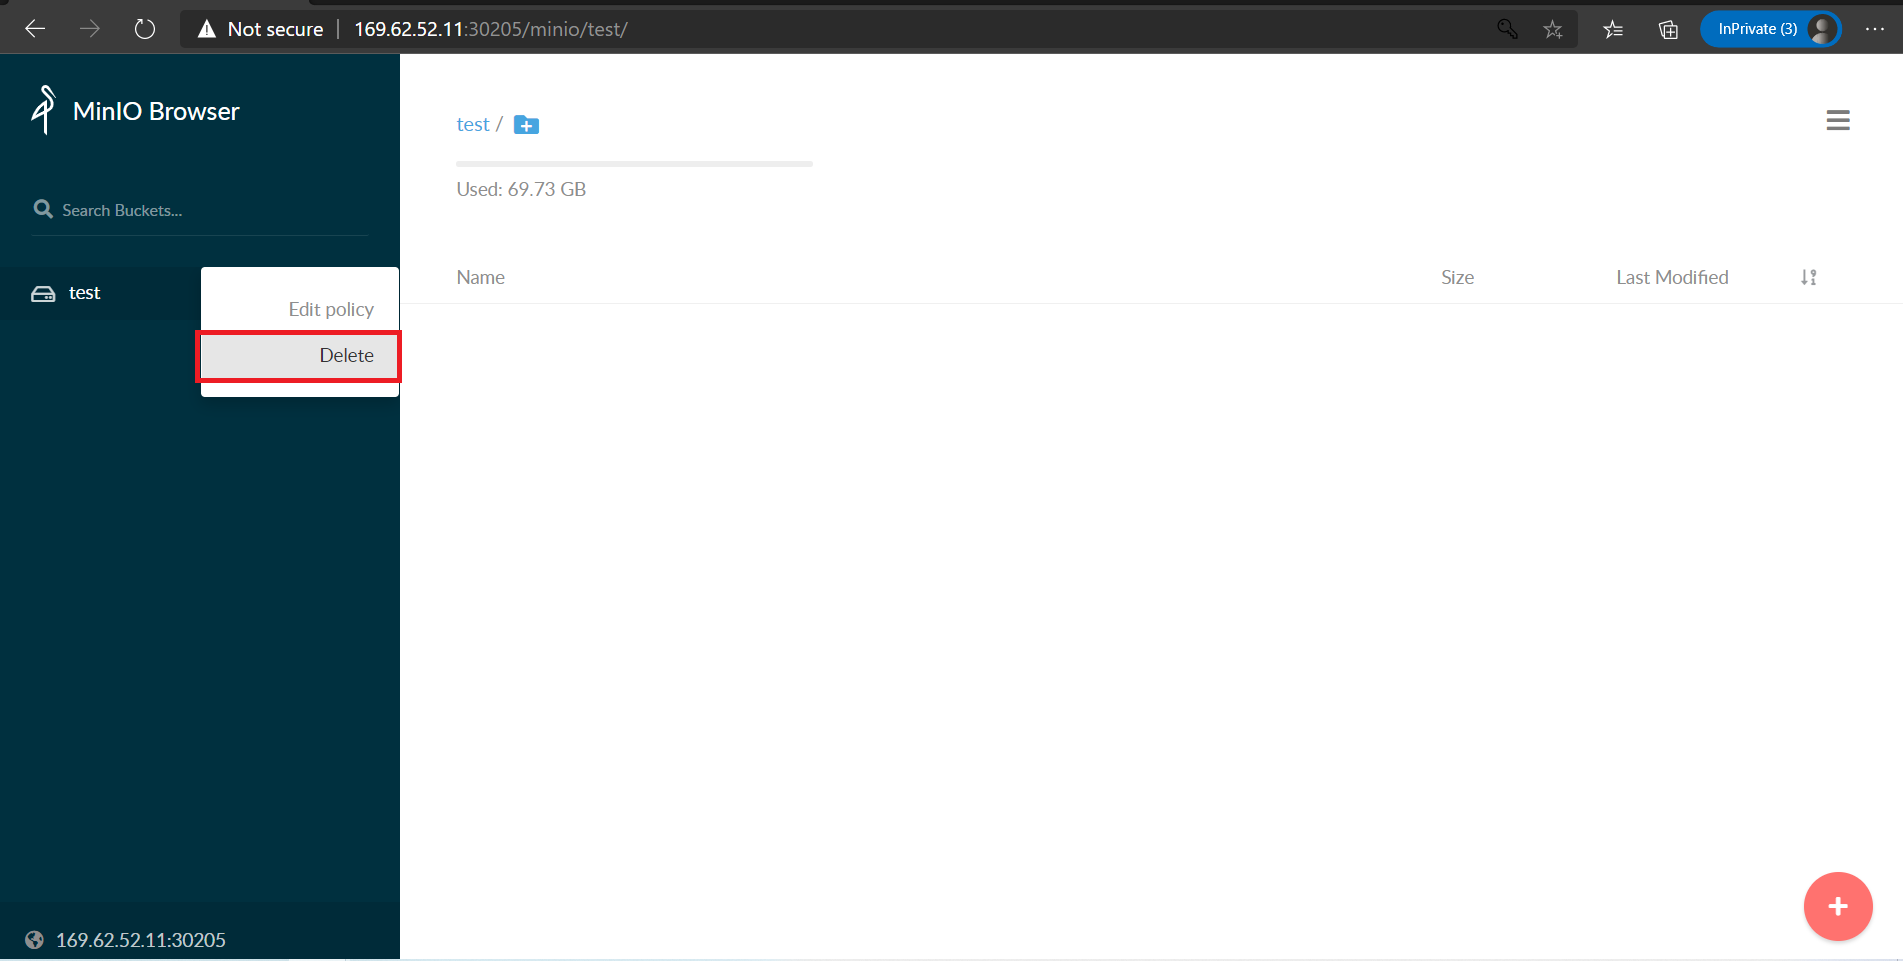 Not secure | 169.62.52.11:30205/minio/test/
InPrivate (3)
MinIO Browser
Search Buckets...
test
Edit policy
Delete
169.62.52.11:30205
test /
Used: 69.73 GB
Name Size Last Modified